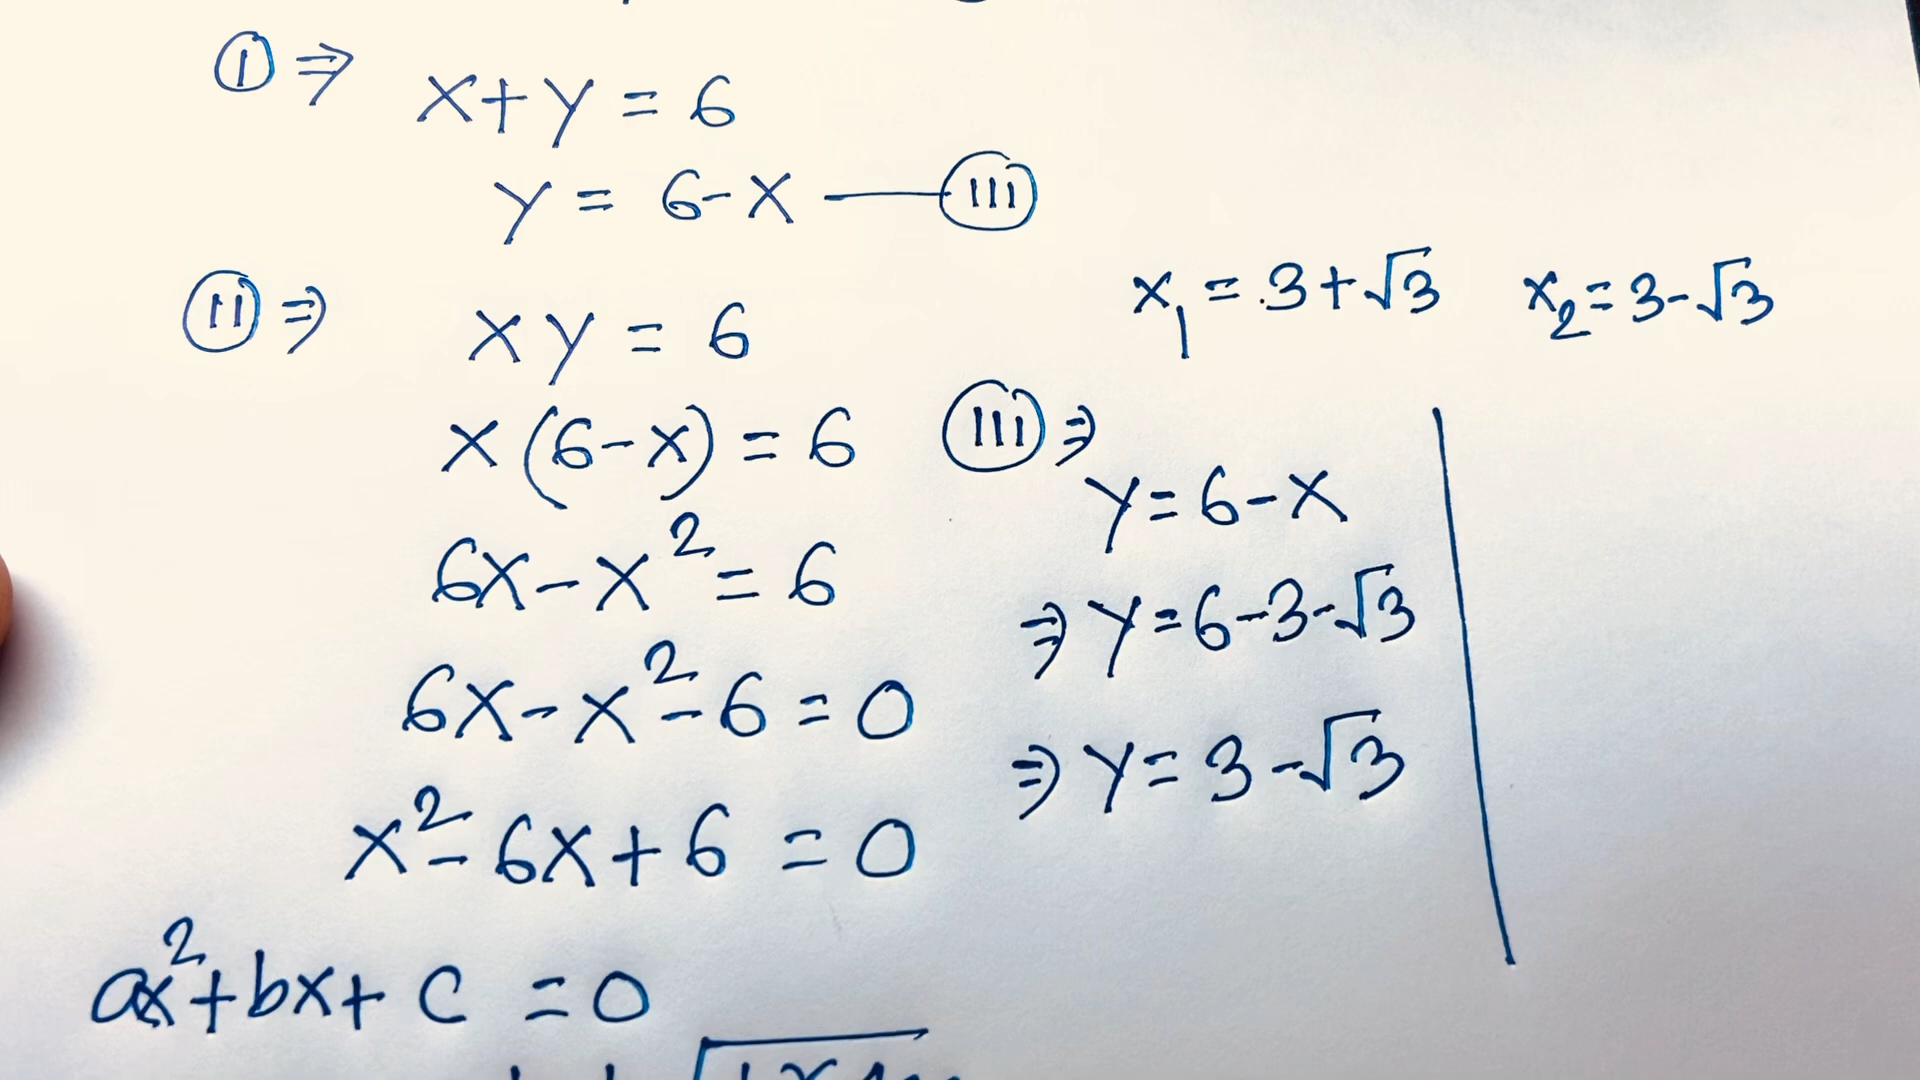 Ⓘ ⇒ x+y = 6
y = 6-x — (III)
(II) ⇒ xy = 6
x(6-x) = 6
6x-x² = 6
6x-x²-6 = 0
x²-6x+6 = 0
ax²+bx+c = 0
x₁ = 3+√3 x₂ = 3-√3
(III) ⇒
y = 6-x
⇒ y = 6-3-√3
⇒ y = 3-√3